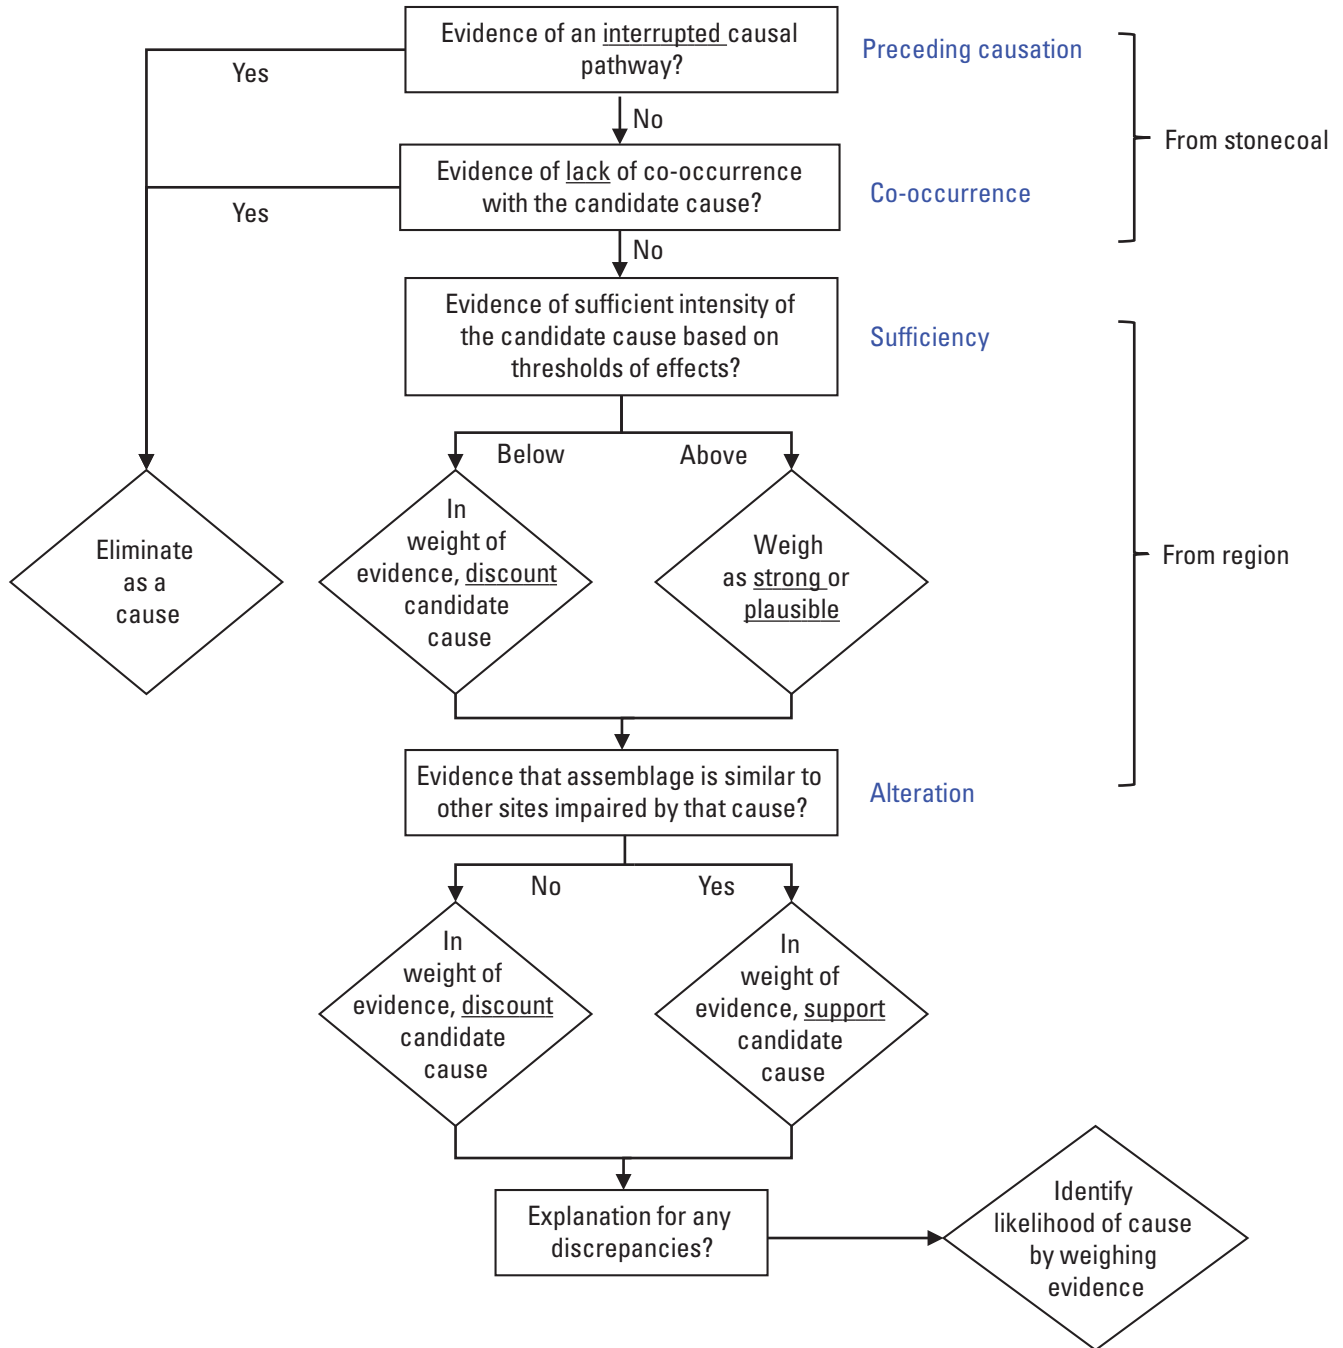 Evidence of an interrupted causal
pathway?
Preceding causation
Yes
No
From stonecoal
Evidence of lack of co-occurrence
with the candidate cause?
Co-occurrence
Yes
No
Evidence of sufficient intensity of
the candidate cause based on
thresholds of effects?
Sufficiency
Below
Above
Eliminate
as a
cause
In
weight of
evidence, discount
candidate
cause
Weigh
as strong or
plausible
From region
Evidence that assemblage is similar to
other sites impaired by that cause?
Alteration
No
Yes
In
weight of
evidence, discount
candidate
cause
In
weight of
evidence, support
candidate
cause
Explanation for any
discrepancies?
Identify
likelihood of cause
by weighing
evidence